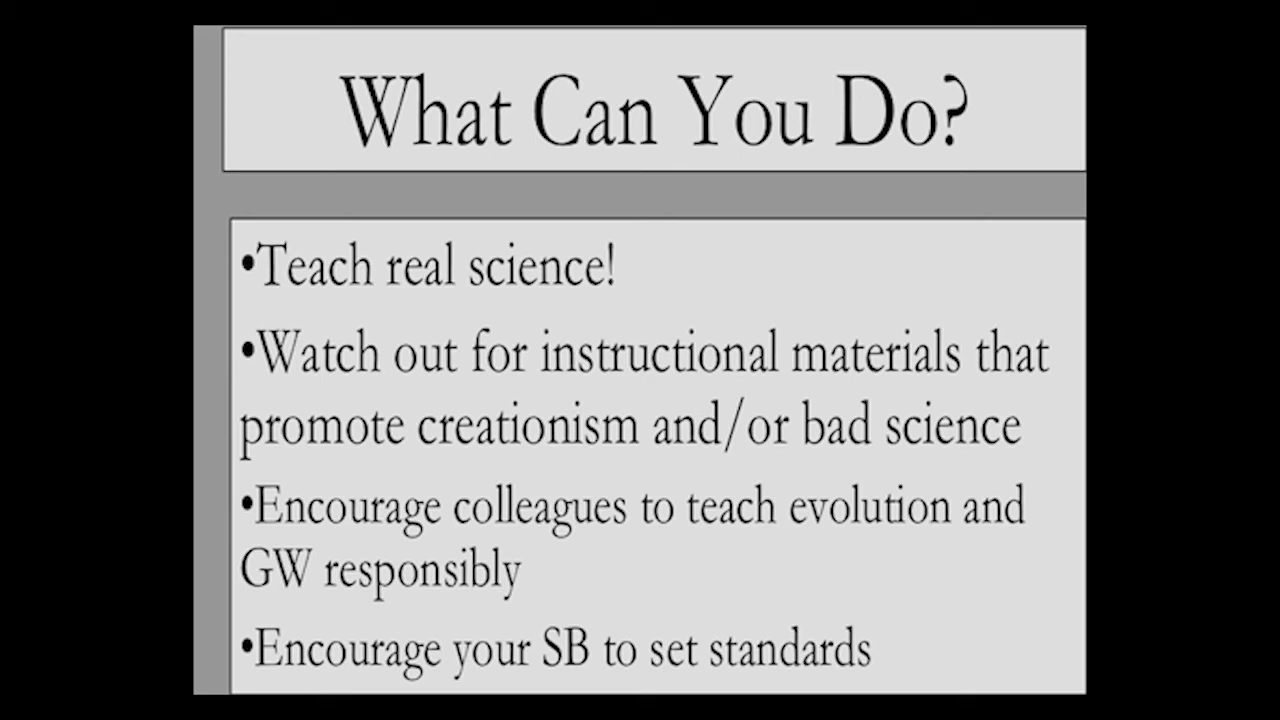 What Can You Do?
•Teach real science!
•Watch out for instructional materials that
promote creationism and/or bad science
•Encourage colleagues to teach evolution and
GW responsibly
•Encourage your SB to set standards